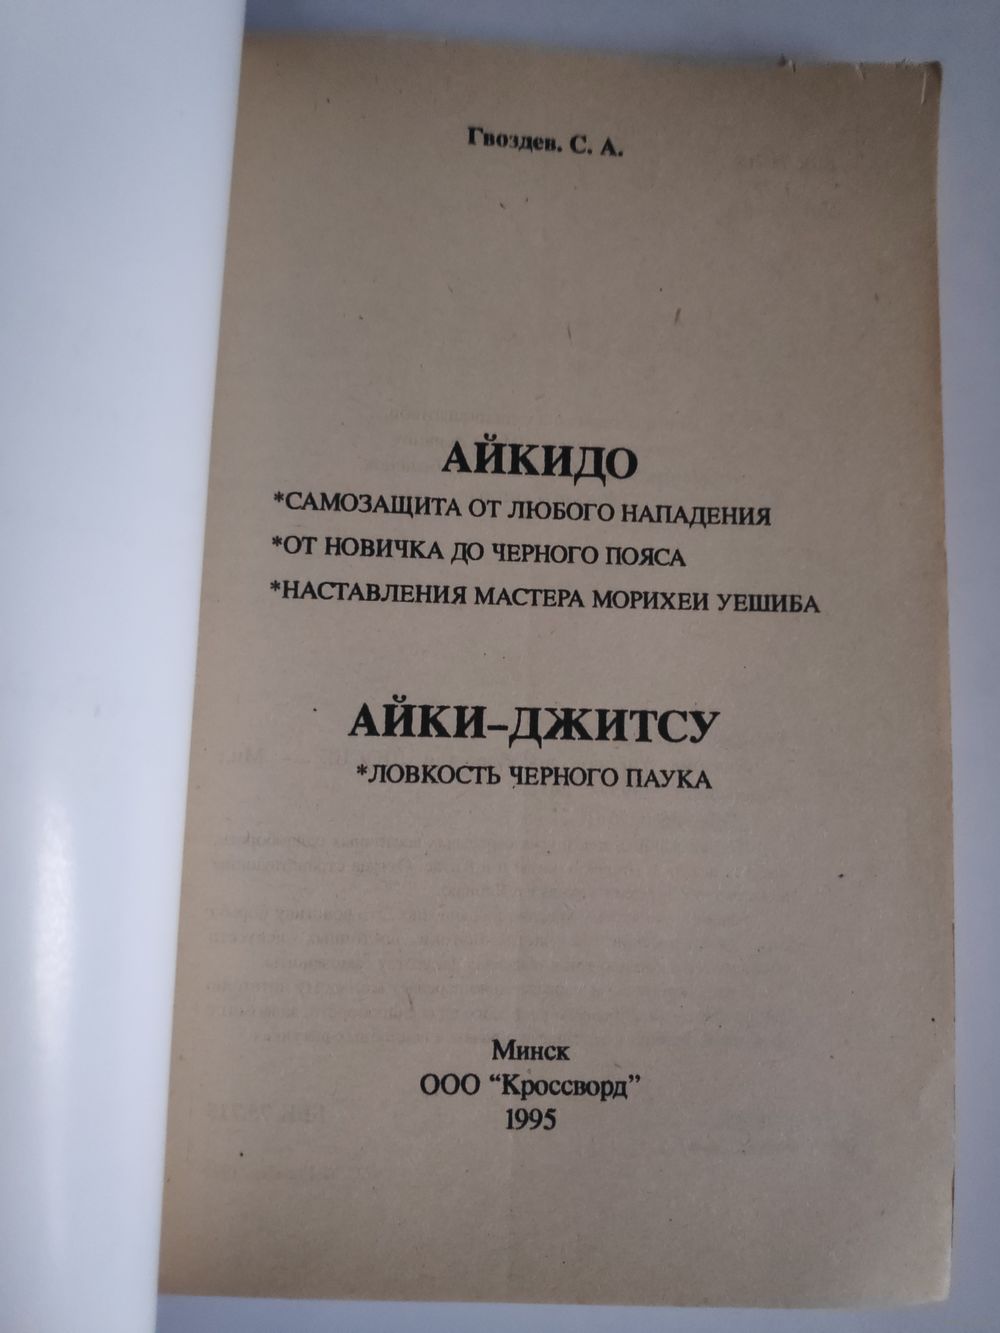 Гвоздев. С. А.
АЙКИДО
*САМОЗАЩИТА ОТ ЛЮБОГО НАПАДЕНИЯ
*ОТ НОВИЧКА ДО ЧЕРНОГО ПОЯСА
*НАСТАВЛЕНИЯ МАСТЕРА МОРИХЕИ УЕШИБА
АЙКИ-ДЖИТСУ
*ЛОВКОСТЬ ЧЕРНОГО ПАУКА
Минск
ООО “Кроссворд”
1995